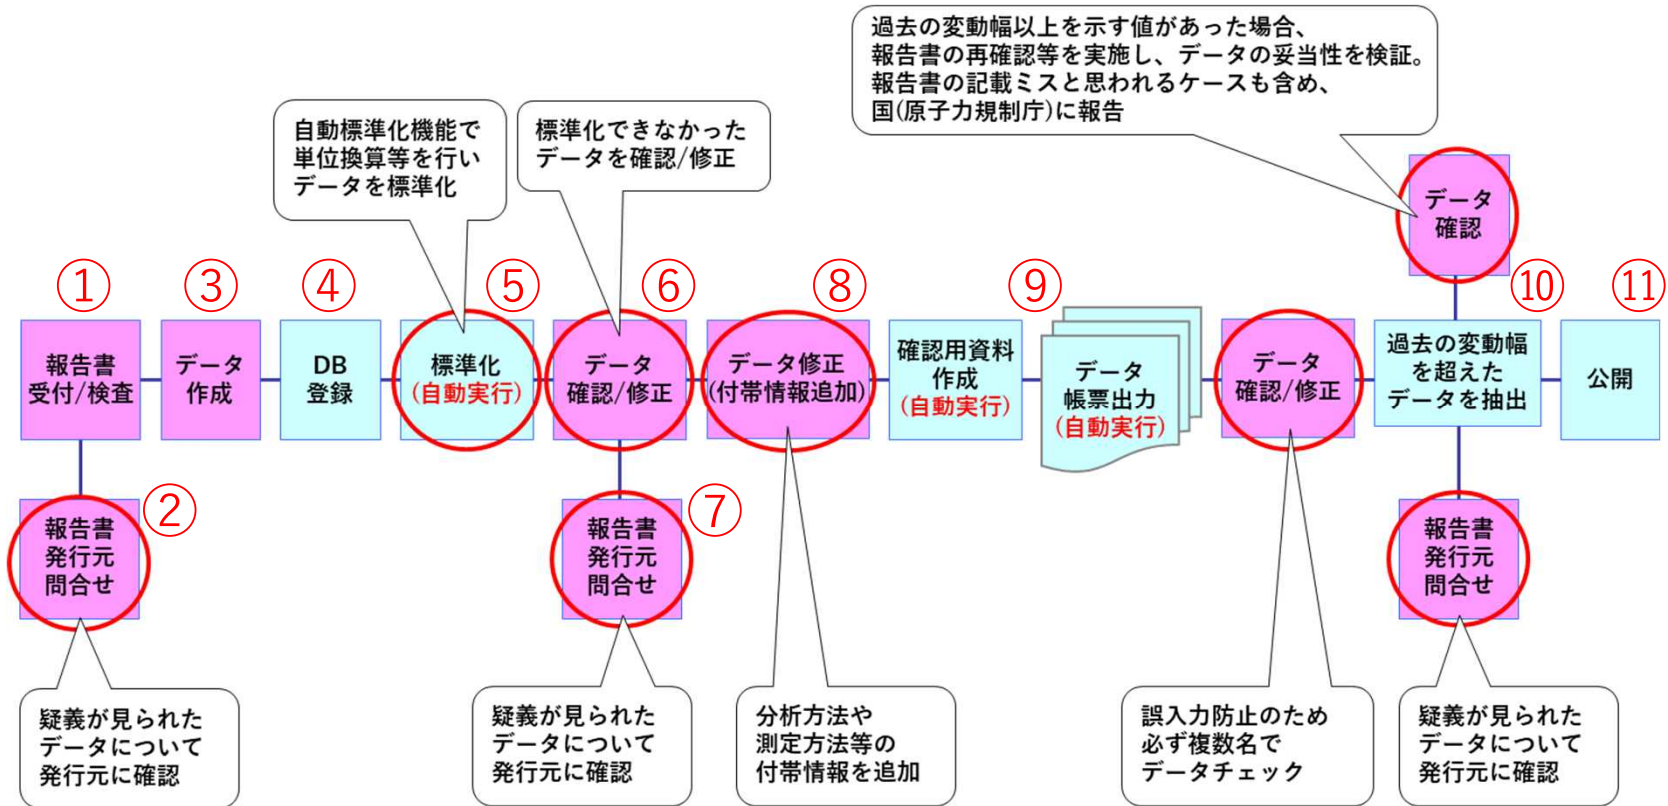 過去の変動幅以上を示す値があった場合、
報告書の再確認等を実施し、データの妥当性を検証。
報告書の記載ミスと思われるケースも含め、
国(原子力規制庁)に報告
自動標準化機能で
単位換算等を行い
データを標準化
標準化できなかった
データを確認/修正
データ
確認
①
③
④
⑤
⑥
⑧
⑨
⑩
⑪
報告書
受付/検査
データ
作成
DB
登録
標準化
(自動実行)
データ
確認/修正
データ修正
(付帯情報追加)
確認用資料
作成
(自動実行)
データ
帳票出力
(自動実行)
データ
確認/修正
過去の変動幅
を超えた
データを抽出
公開
②
報告書
発行元
問合せ
⑦
報告書
発行元
問合せ
報告書
発行元
問合せ
疑義が見られた
データについて
発行元に確認
疑義が見られた
データについて
発行元に確認
分析方法や
測定方法等の
付帯情報を追加
誤入力防止のため
必ず複数名で
データチェック
疑義が見られた
データについて
発行元に確認